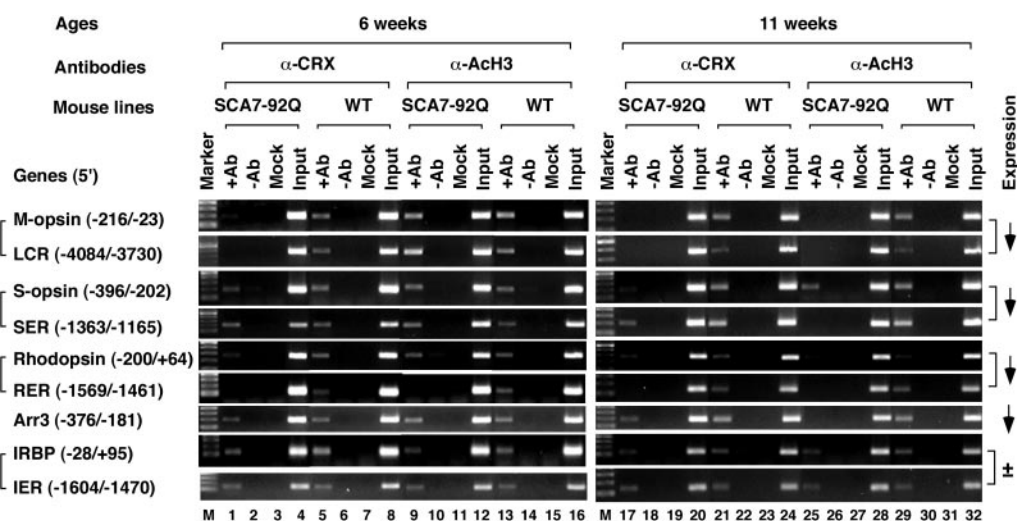 Ages 6 weeks 11 weeks
Antibodies α-CRX α-AcH3 α-CRX α-AcH3
Mouse lines SCA7-92Q WT SCA7-92Q WT SCA7-92Q WT SCA7-92Q WT
Genes (5') Marker +Ab -Ab Mock Input +Ab -Ab Mock Input +Ab -Ab Mock Input +Ab -Ab Mock Input Marker +Ab -Ab Mock Input +Ab -Ab Mock Input +Ab -Ab Mock Input +Ab -Ab Mock Input Expression
M-opsin (-216/-23)
LCR (-4084/-3730)
S-opsin (-396/-202)
SER (-1363/-1165)
Rhodopsin (-200/+64)
RER (-1569/-1461)
Arr3 (-376/-181)
IRBP (-28/+95)
IER (-1604/-1470) ±
M 1 2 3 4 5 6 7 8 9 10 11 12 13 14 15 16 M 17 18 19 20 21 22 23 24 25 26 27 28 29 30 31 32